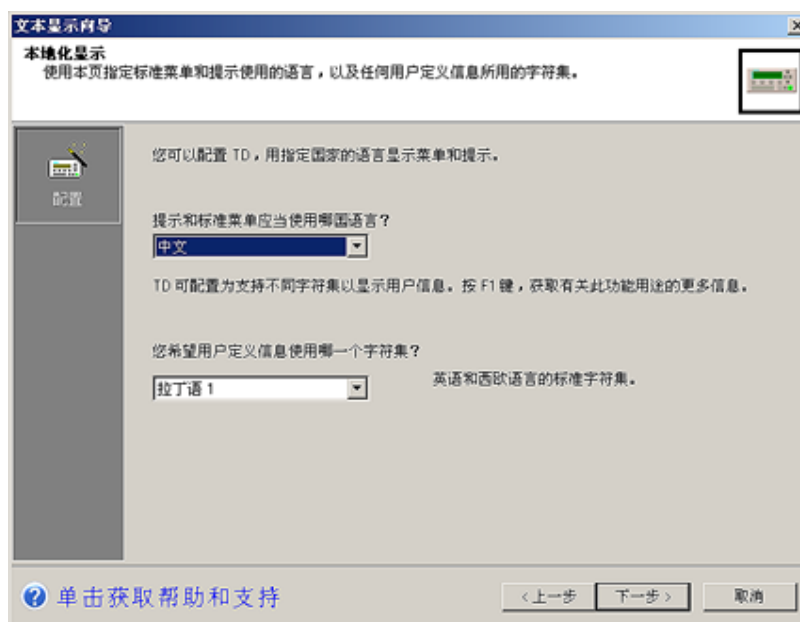 文本显示向导
本地化显示
使用本页指定标准菜单和提示使用的语言，以及任何用户定义信息所用的字符集。
配置
您可以配置 TD，用指定国家的语言显示菜单和提示。
提示和标准菜单应当使用哪国语言？
中文
TD 可配置为支持不同字符集以显示用户信息。按 F1 键，获取有关此功能用途的更多信息。
您希望用户定义信息使用哪一个字符集？
拉丁语 1
英语和西欧语言的标准字符集。
单击获取帮助和支持
<上一步
下一步>
取消